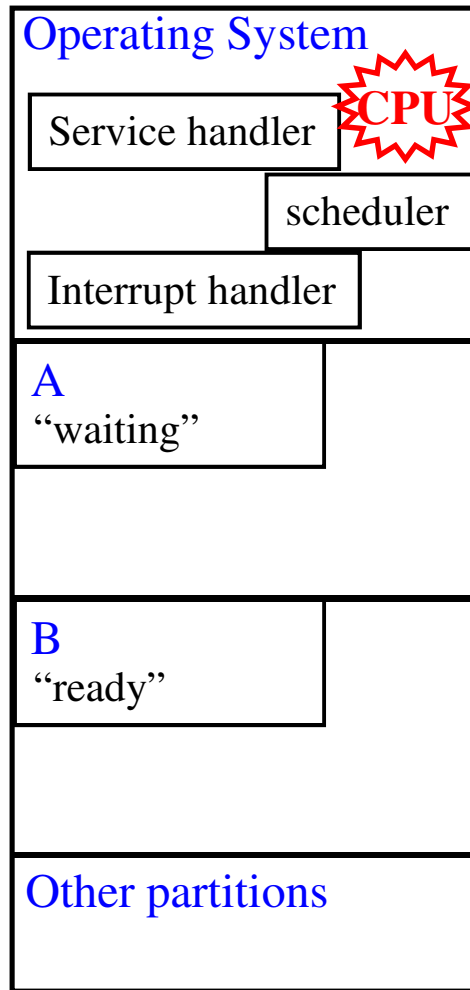 Operating System
CPU
Service handler
scheduler
Interrupt handler
A
“waiting”
B
“ready”
Other partitions